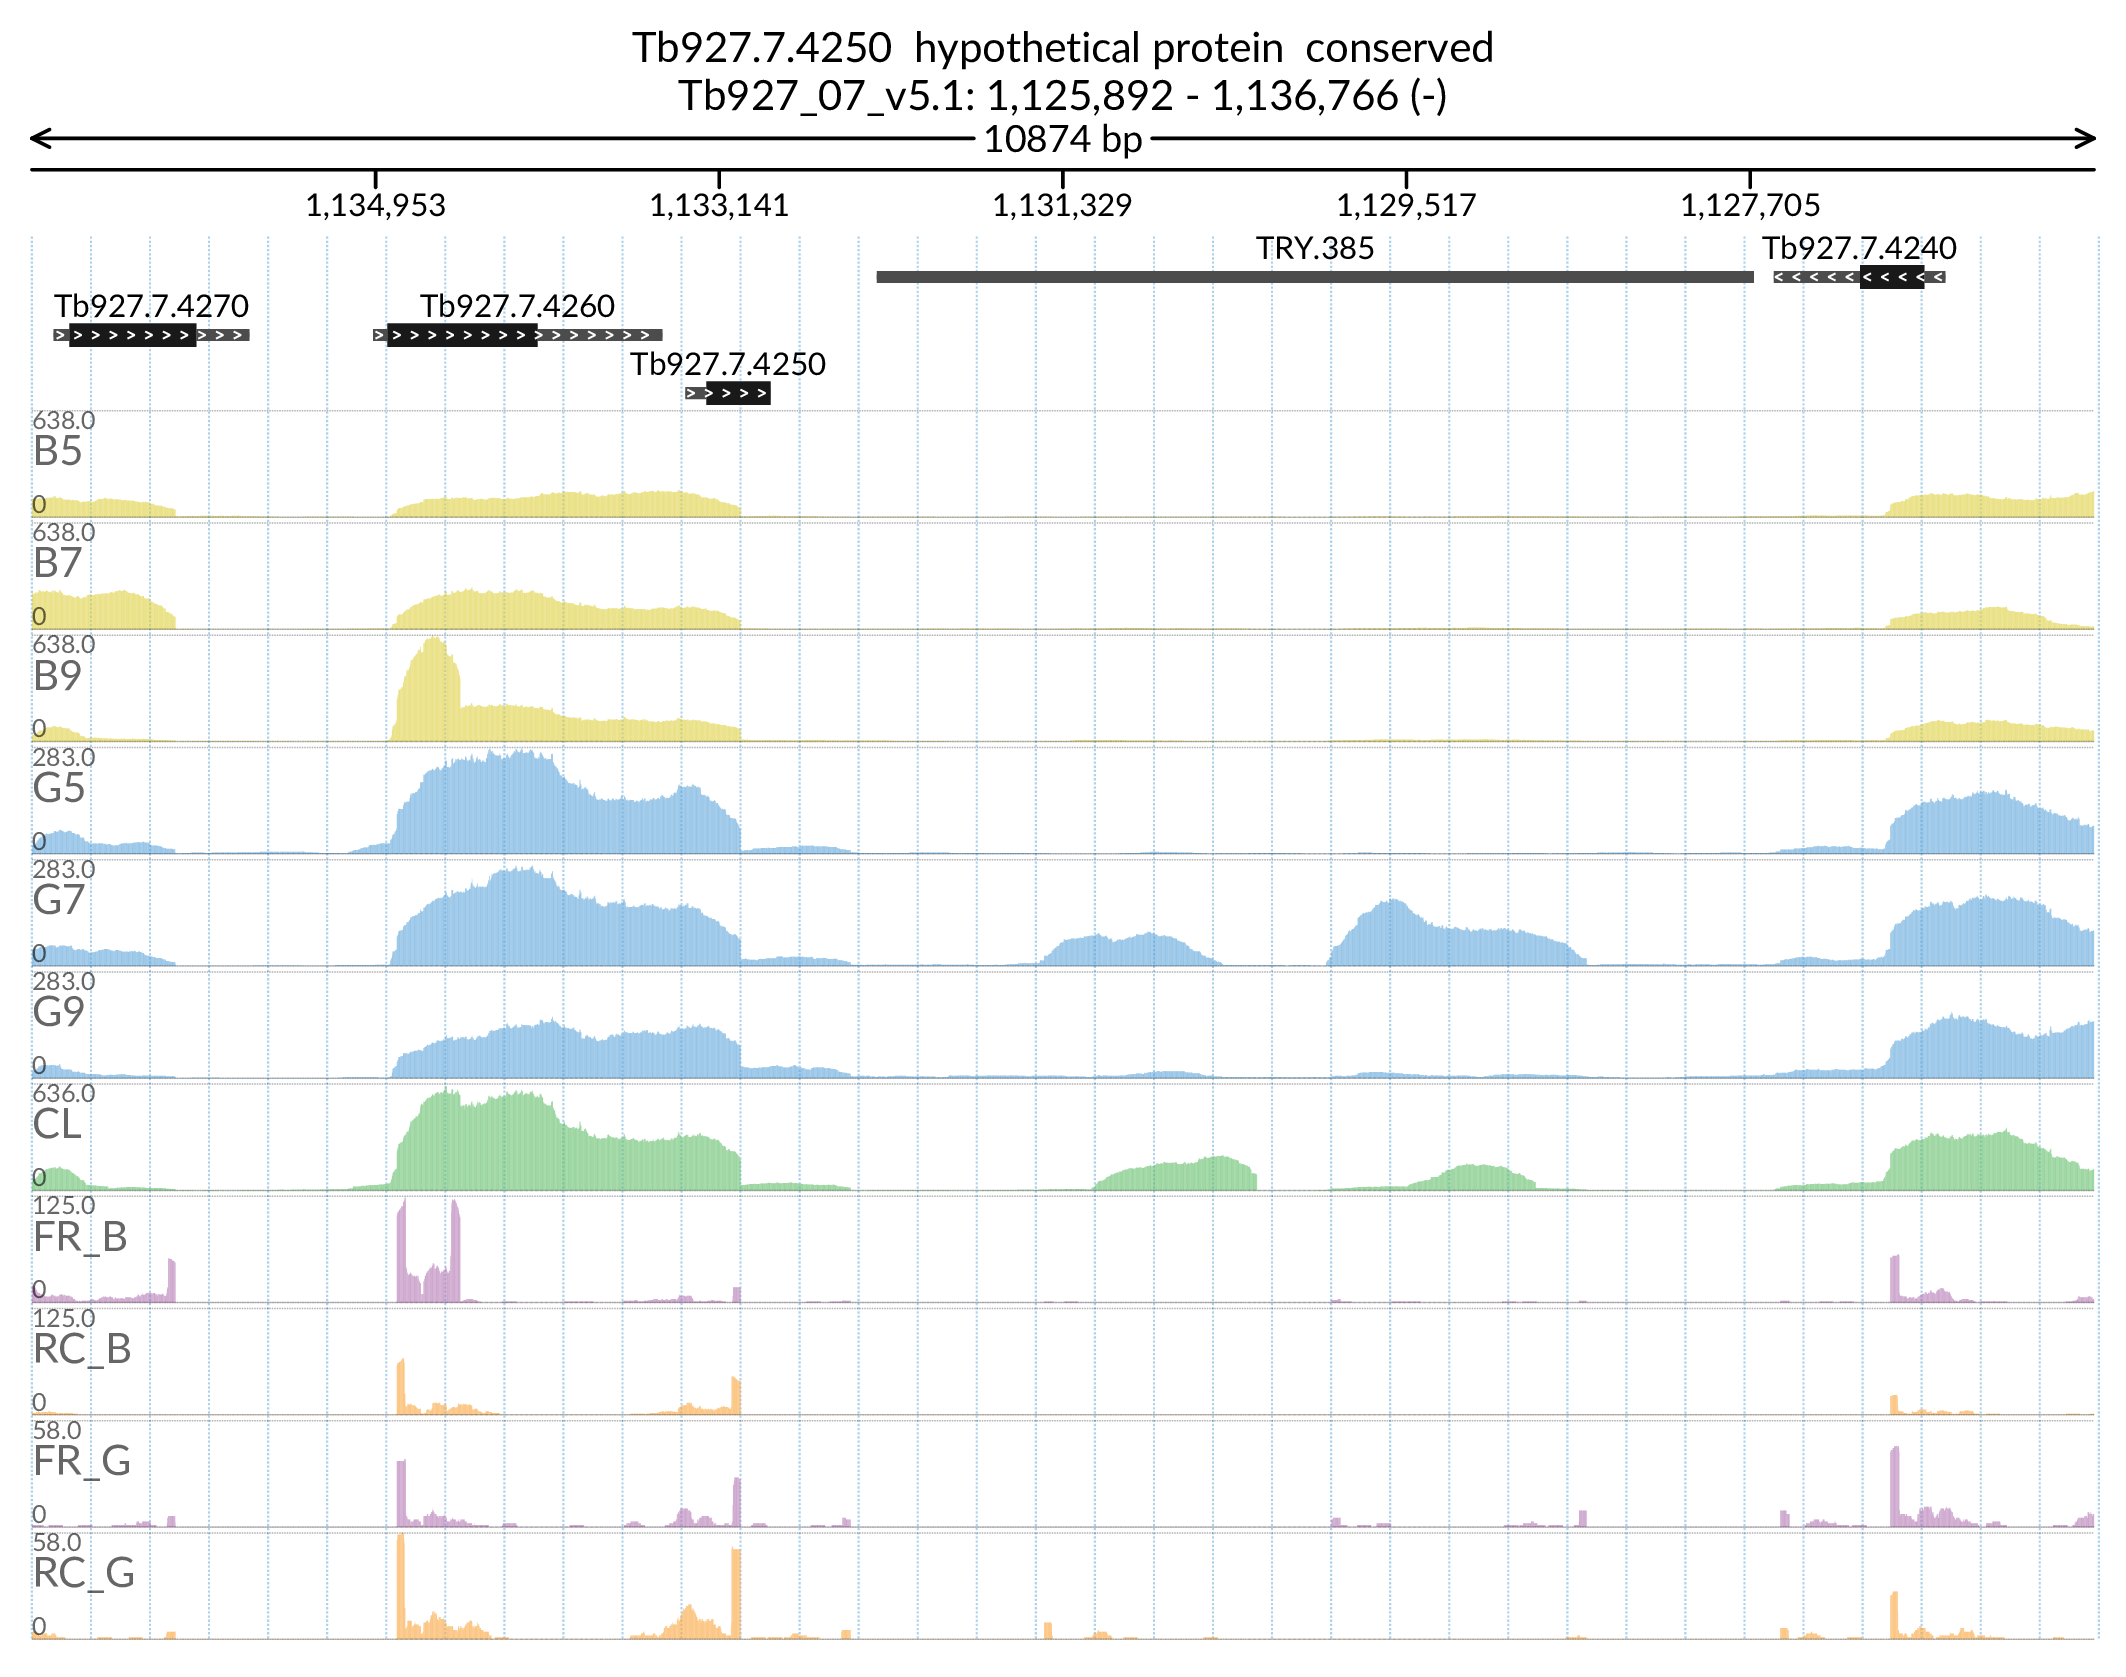 Tb927.7.4250  hypothetical protein  conserved
Tb927_07_v5.1: 1,125,892 - 1,136,766 (-)
10874 bp
1,134,953 1,133,141 1,131,329 1,129,517 1,127,705
TRY.385 Tb927.7.4240
Tb927.7.4270 Tb927.7.4260
Tb927.7.4250
638.0
B5
0
638.0
B7
0
638.0
B9
0
283.0
G5
0
283.0
G7
0
283.0
G9
0
636.0
CL
0
125.0
FR_B
0
125.0
RC_B
0
58.0
FR_G
0
58.0
RC_G
0